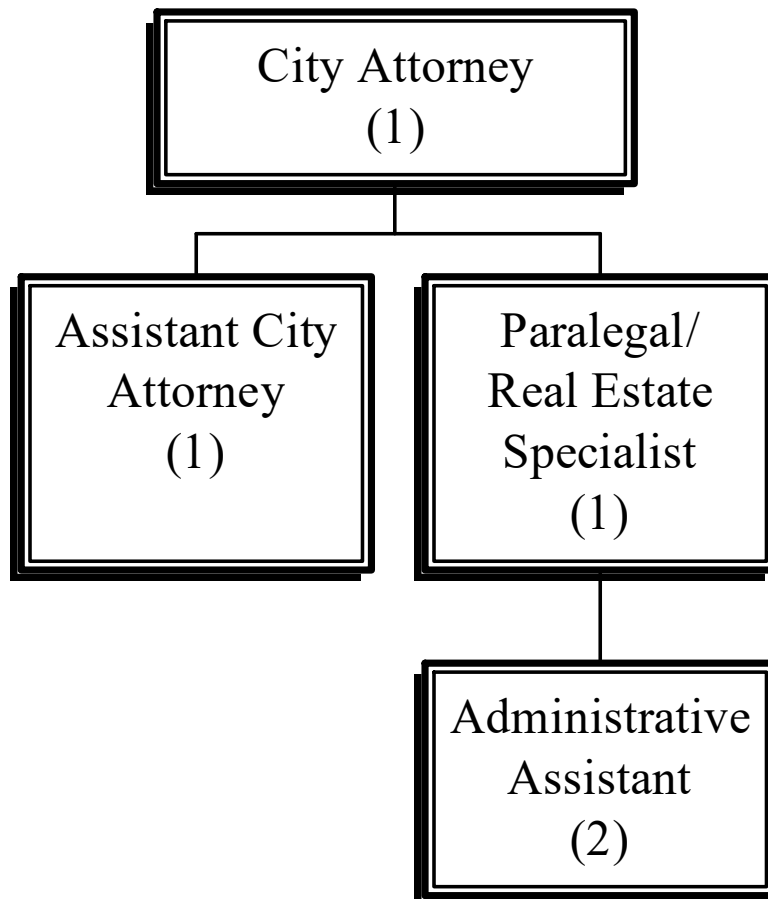 City Attorney
(1)
Assistant City
Attorney
(1)
Paralegal/
Real Estate
Specialist
(1)
Administrative
Assistant
(2)